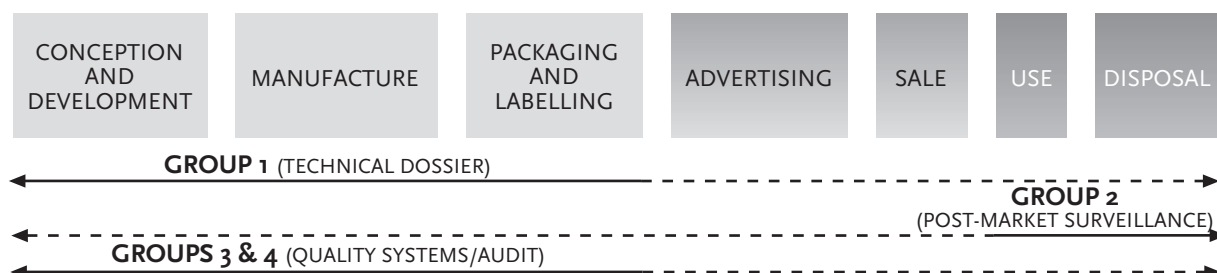 CONCEPTION
AND
DEVELOPMENT
MANUFACTURE
PACKAGING
AND
LABELLING
ADVERTISING
SALE
USE
DISPOSAL
GROUP 1 (TECHNICAL DOSSIER)
GROUP 2
(POST-MARKET SURVEILLANCE)
GROUPS 3 & 4 (QUALITY SYSTEMS/AUDIT)